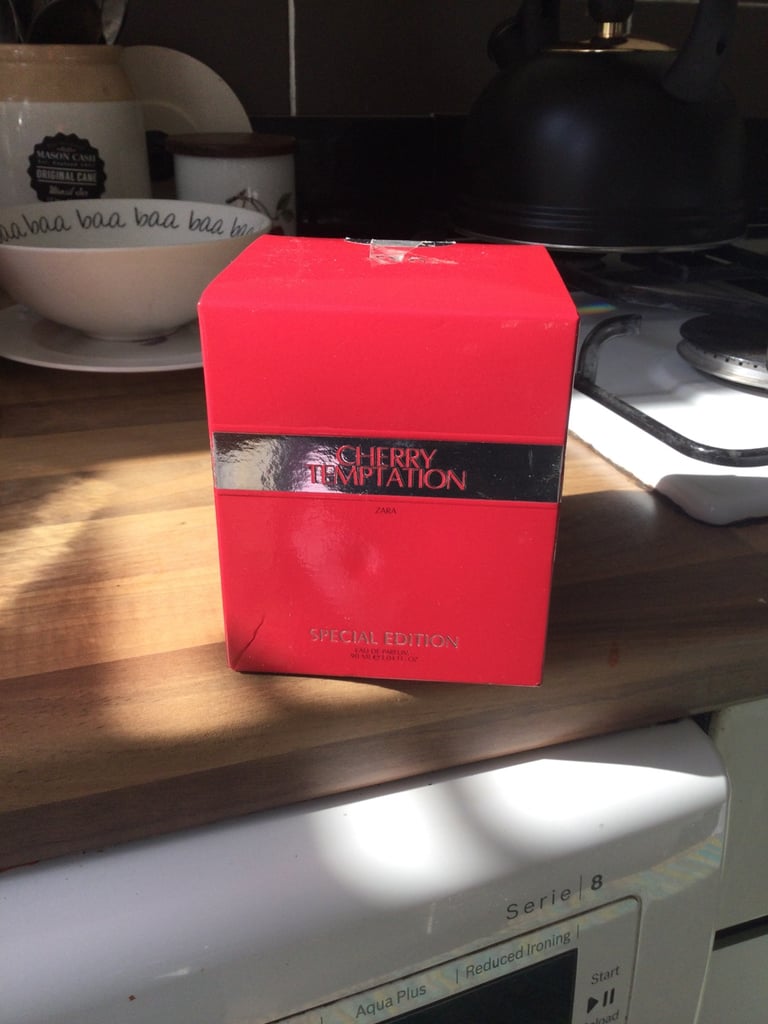 MASON CASH
ORIGINAL CANE
baa baa baa baa
CHERRY
TEMPTATION
ZARA
SPECIAL EDITION
EAU DE PARFUM
Serie | 8
Aqua Plus | Reduced Ironing |
Start